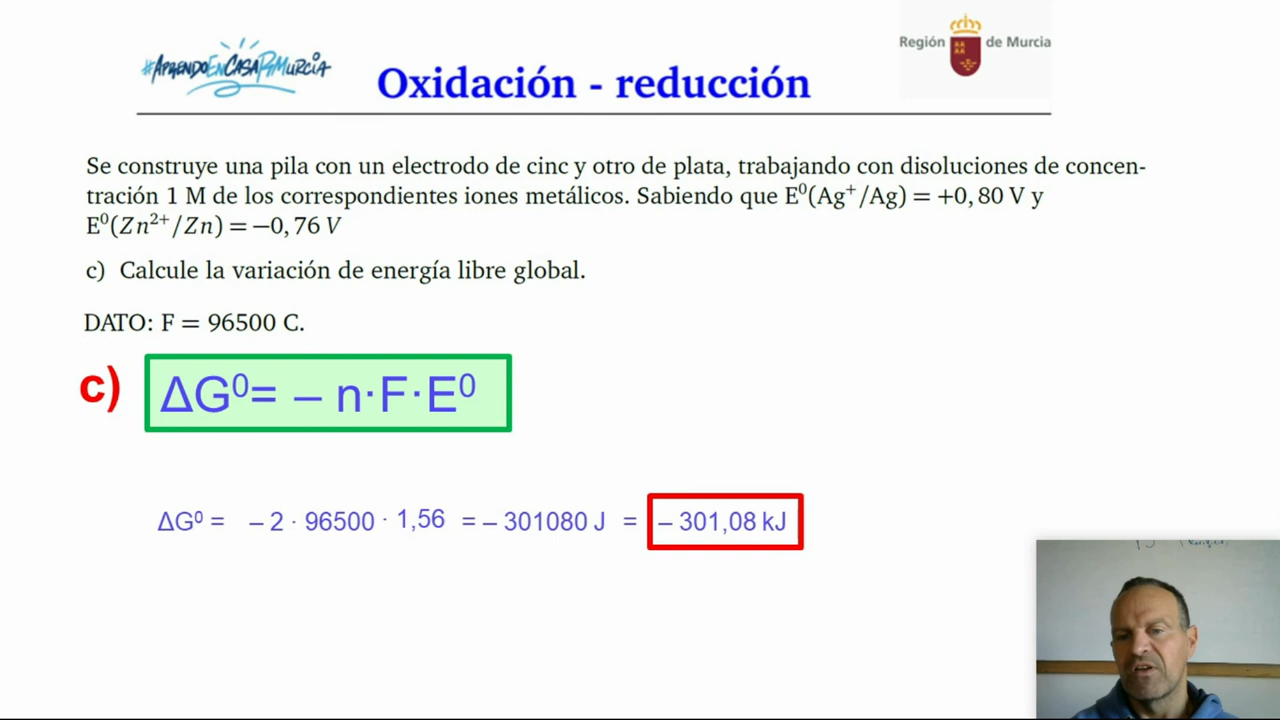 #AprendoEnCasaRMurcia
Región de Murcia
Oxidación - reducción
Se construye una pila con un electrodo de cinc y otro de plata, trabajando con disoluciones de concen-
tración 1 M de los correspondientes iones metálicos. Sabiendo que E⁰(Ag⁺/Ag) = +0, 80 V y
E⁰(Zn²⁺/Zn) = −0, 76 V
c) Calcule la variación de energía libre global.
DATO: F = 96500 C.
c) ΔG⁰= – n·F·E⁰
ΔG⁰ = – 2 · 96500 · 1,56 = – 301080 J = – 301,08 kJ